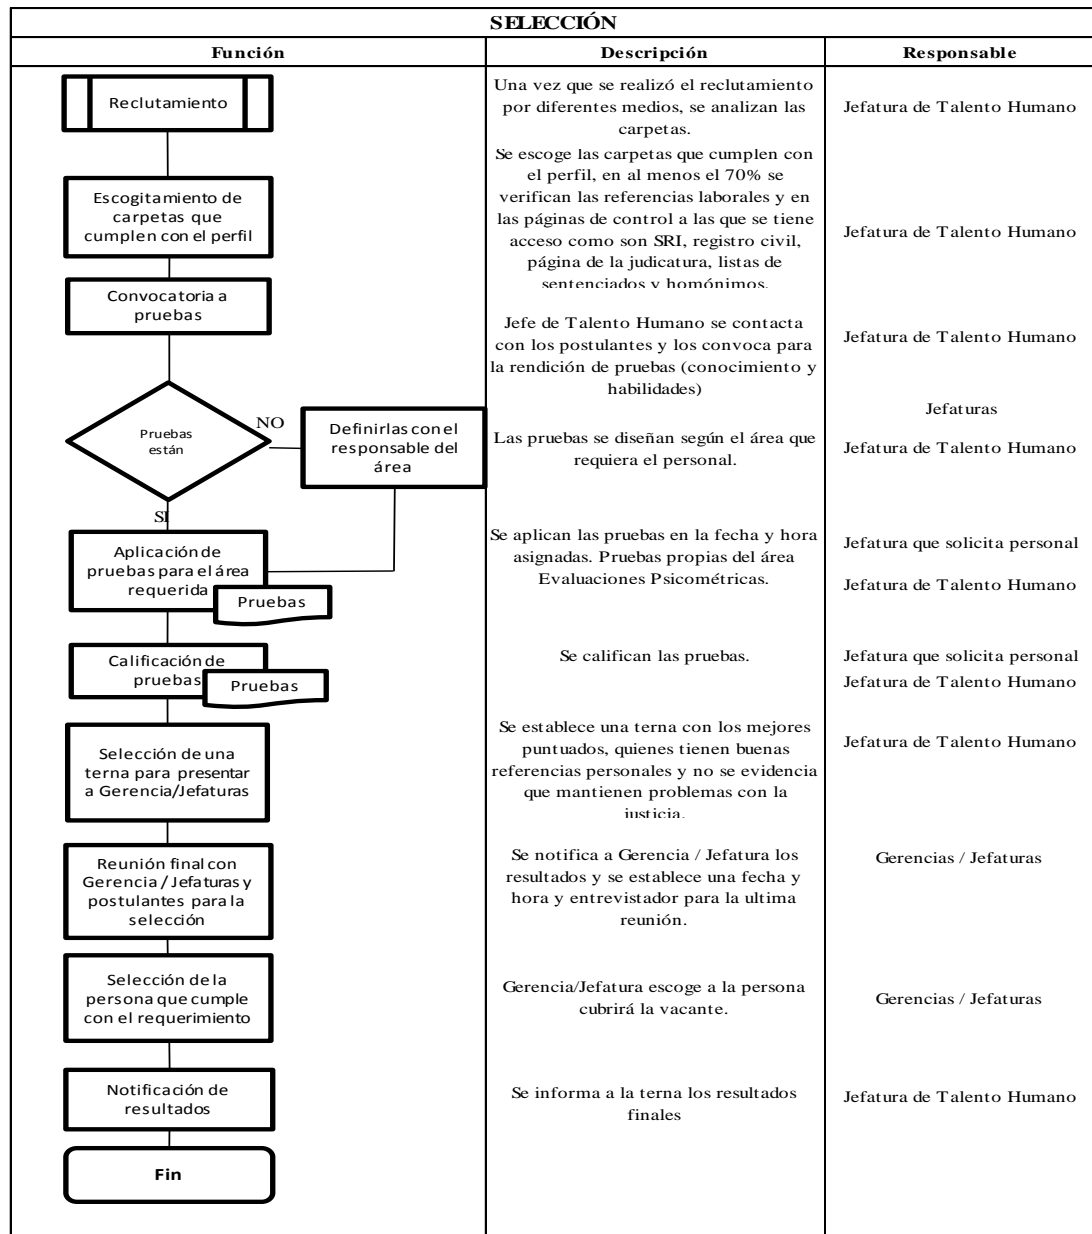 SELECCIÓN
Función
Descripción
Responsable
Reclutamiento
Una vez que se realizó el reclutamiento
por diferentes medios, se analizan las
carpetas.
Jefatura de Talento Humano
Escogitamiento de
carpetas que
cumplen con el perfil
Se escoge las carpetas que cumplen con
el perfil, en al menos el 70% se
verifican las referencias laborales y en
las páginas de control a las que se tiene
acceso como son SRI, registro civil,
página de la judicatura, listas de
sentenciados y homónimos.
Jefatura de Talento Humano
Convocatoria a
pruebas
Jefe de Talento Humano se contacta
con los postulantes y los convoca para
la rendición de pruebas (conocimiento y
habilidades)
Jefatura de Talento Humano
Pruebas
están
NO
SI
Definirlas con el
responsable del
área
Las pruebas se diseñan según el área que
requiera el personal.
Jefaturas
Jefatura de Talento Humano
Aplicación de
pruebas para el área
requerida
Pruebas
Se aplican las pruebas en la fecha y hora
asignadas. Pruebas propias del área
Evaluaciones Psicométricas.
Jefatura que solicita personal
Jefatura de Talento Humano
Calificación de
pruebas
Pruebas
Se califican las pruebas.
Jefatura que solicita personal
Jefatura de Talento Humano
Selección de una
terna para presentar
a Gerencia/Jefaturas
Se establece una terna con los mejores
puntuados, quienes tienen buenas
referencias personales y no se evidencia
que mantienen problemas con la
justicia.
Jefatura de Talento Humano
Reunión final con
Gerencia / Jefaturas y
postulantes para la
selección
Se notifica a Gerencia / Jefatura los
resultados y se establece una fecha y
hora y entrevistador para la ultima
reunión.
Gerencias / Jefaturas
Selección de la
persona que cumple
con el requerimiento
Gerencia/Jefatura escoge a la persona
cubrirá la vacante.
Gerencias / Jefaturas
Notificación de
resultados
Se informa a la terna los resultados
finales
Jefatura de Talento Humano
Fin